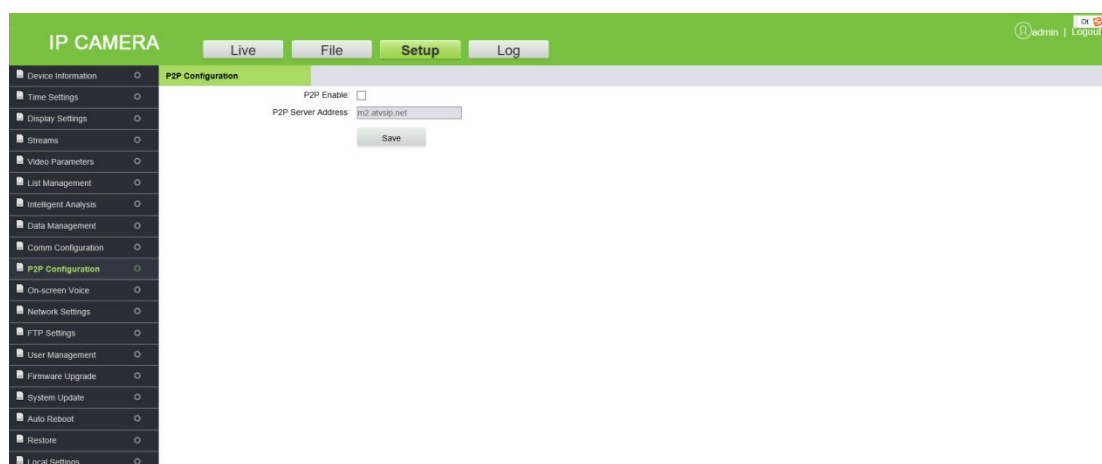 CH
IP CAMERA
Live
File
Setup
Log
admin | Logout
Device Information
Time Settings
Display Settings
Streams
Video Parameters
List Management
Intelligent Analysis
Data Management
Comm Configuration
P2P Configuration
On-screen Voice
Network Settings
FTP Settings
User Management
Firmware Upgrade
System Update
Auto Reboot
Restore
Local Settings
P2P Configuration
P2P Enable:
P2P Server Address: m2.atvsip.net
Save